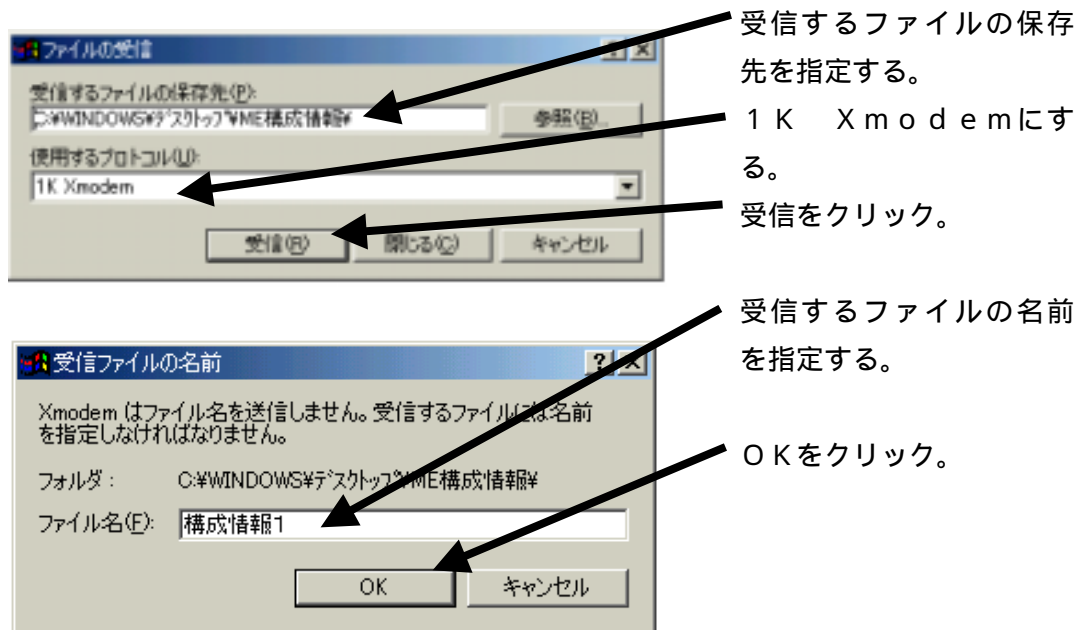 ファイルの受信
受信するファイルの保存先(P):
C:¥WINDOWS¥ﾃﾞｽｸﾄｯﾌﾟ¥ME構成情報¥
参照(B)...
使用するプロトコル(U):
1K Xmodem
受信(R)
閉じる(C)
キャンセル
受信するファイルの保存
先を指定する。
１Ｋ　Ｘｍｏｄｅｍにす
る。
受信をクリック。
受信ファイルの名前
Xmodem はファイル名を送信しません。受信するファイルには名前
を指定しなければなりません。
フォルダ :
C:¥WINDOWS¥ﾃﾞｽｸﾄｯﾌﾟ¥ME構成情報¥
ファイル名(F):
構成情報1
OK
キャンセル
受信するファイルの名前
を指定する。
ＯＫをクリック。